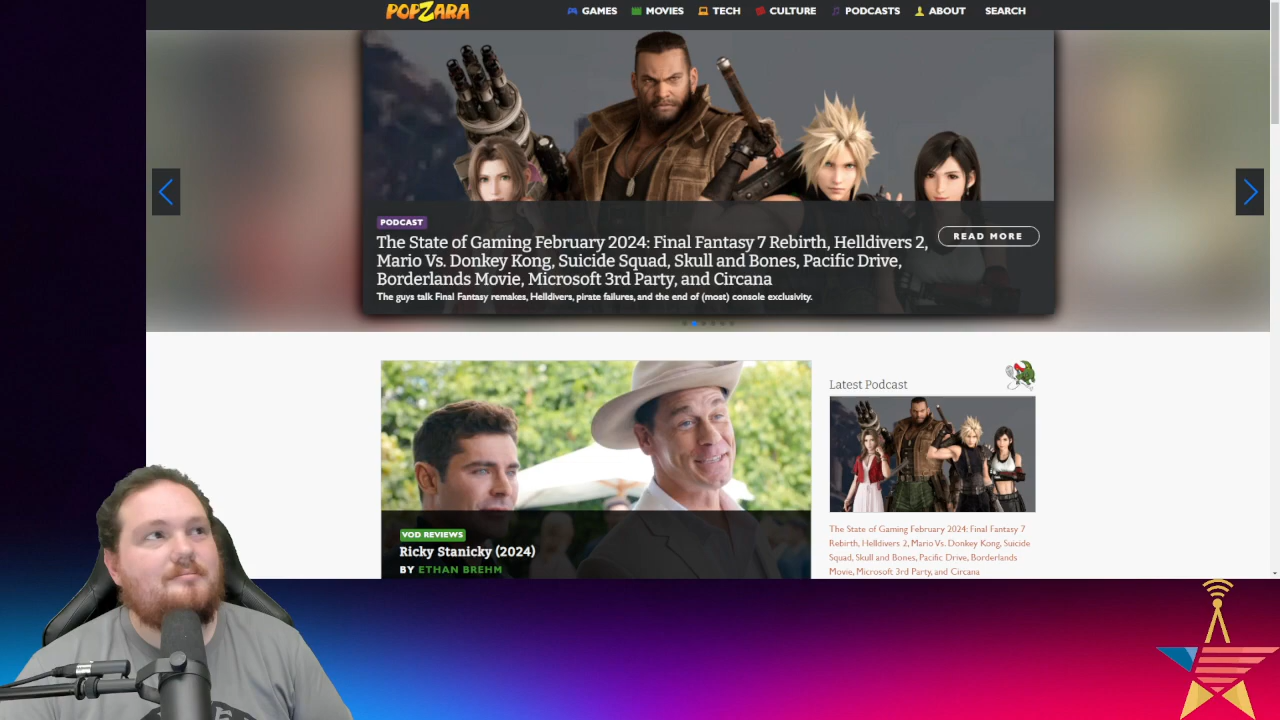 POPZARA
GAMES MOVIES TECH CULTURE PODCASTS ABOUT SEARCH
PODCAST
The State of Gaming February 2024: Final Fantasy 7 Rebirth, Helldivers 2,
Mario Vs. Donkey Kong, Suicide Squad, Skull and Bones, Pacific Drive,
Borderlands Movie, Microsoft 3rd Party, and Circana
The guys talk Final Fantasy remakes, Helldivers, pirate failures, and the end of (most) console exclusivity.
READ MORE
VOD REVIEWS
Ricky Stanicky (2024)
BY ETHAN BREHM
Latest Podcast
The State of Gaming February 2024: Final Fantasy 7
Rebirth, Helldivers 2, Mario Vs. Donkey Kong, Suicide
Squad, Skull and Bones, Pacific Drive, Borderlands
Movie, Microsoft 3rd Party, and Circana